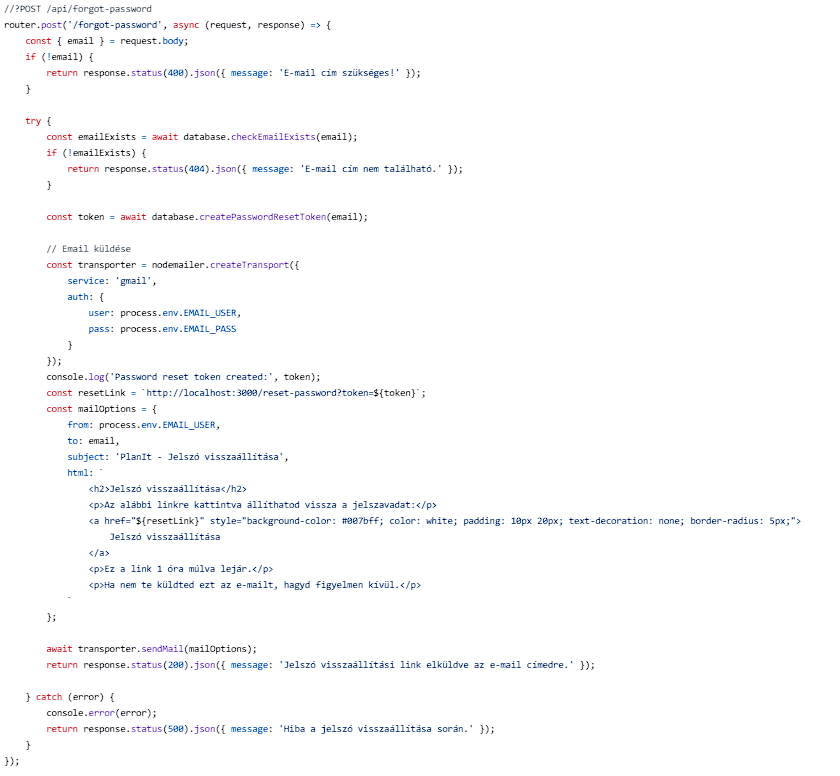 //?POST /api/forgot-password
router.post('/forgot-password', async (request, response) => {
    const { email } = request.body;
    if (!email) {
        return response.status(400).json({ message: 'E-mail cím szükséges!' });
    }

    try {
        const emailExists = await database.checkEmailExists(email);
        if (!emailExists) {
            return response.status(404).json({ message: 'E-mail cím nem található.' });
        }

        const token = await database.createPasswordResetToken(email);

        // Email küldése
        const transporter = nodemailer.createTransport({
            service: 'gmail',
            auth: {
                user: process.env.EMAIL_USER,
                pass: process.env.EMAIL_PASS
            }
        });
        console.log('Password reset token created:', token);
        const resetLink = `http://localhost:3000/reset-password?token=${token}`;
        const mailOptions = {
            from: process.env.EMAIL_USER,
            to: email,
            subject: 'PlanIt - Jelszó visszaállítása',
            html: `
                <h2>Jelszó visszaállítása</h2>
                <p>Az alábbi linkre kattintva állíthatod vissza a jelszavadat:</p>
                <a href="${resetLink}" style="background-color: #007bff; color: white; padding: 10px 20px; text-decoration: none; border-radius: 5px;">
                    Jelszó visszaállítása
                </a>
                <p>Ez a link 1 óra múlva lejár.</p>
                <p>Ha nem te küldted ezt az e-mailt, hagyd figyelmen kívül.</p>
            `
        };

        await transporter.sendMail(mailOptions);
        return response.status(200).json({ message: 'Jelszó visszaállítási link elküldve az e-mail címedre.' });

    } catch (error) {
        console.error(error);
        return response.status(500).json({ message: 'Hiba a jelszó visszaállítása során.' });
    }
});